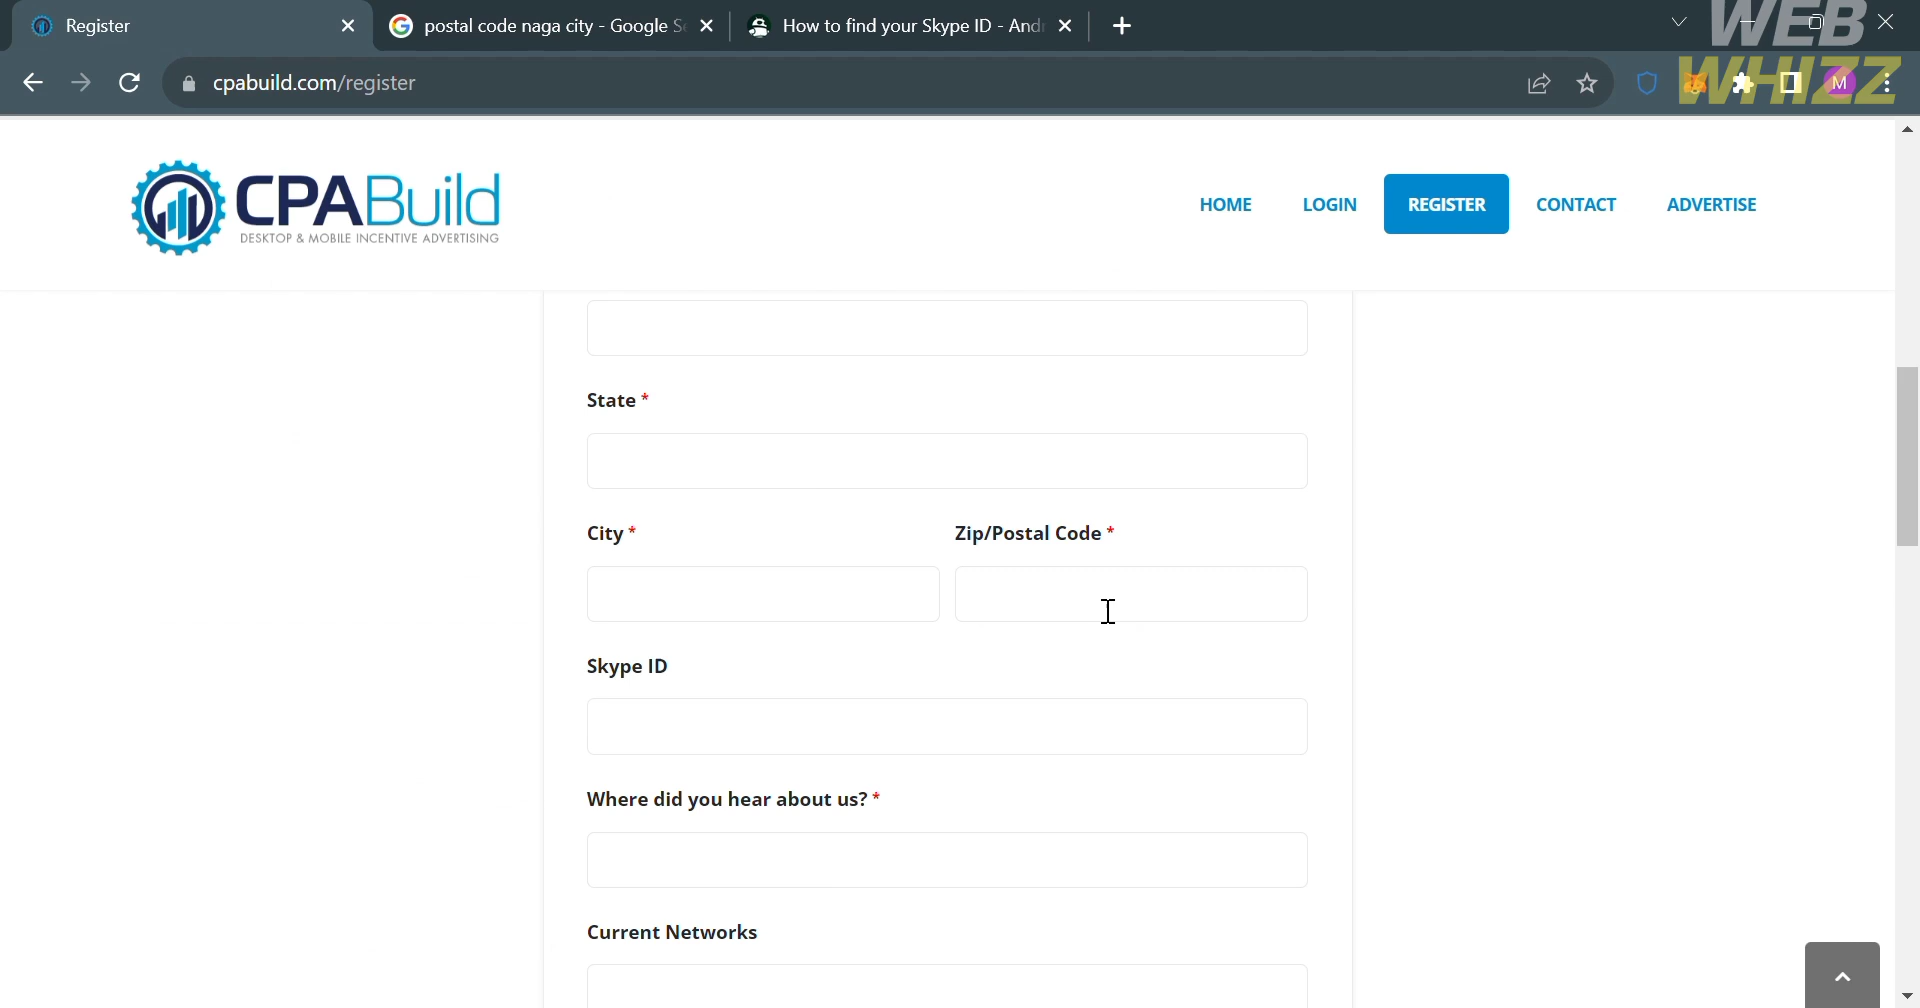 Register
postal code naga city - Google Se
How to find your Skype ID - Andr
WEB
WHIZZ
cpabuild.com/register
M
CPABuild
DESKTOP & MOBILE INCENTIVE ADVERTISING
HOME
LOGIN
REGISTER
CONTACT
ADVERTISE
State *
City *
Zip/Postal Code *
Skype ID
Where did you hear about us? *
Current Networks